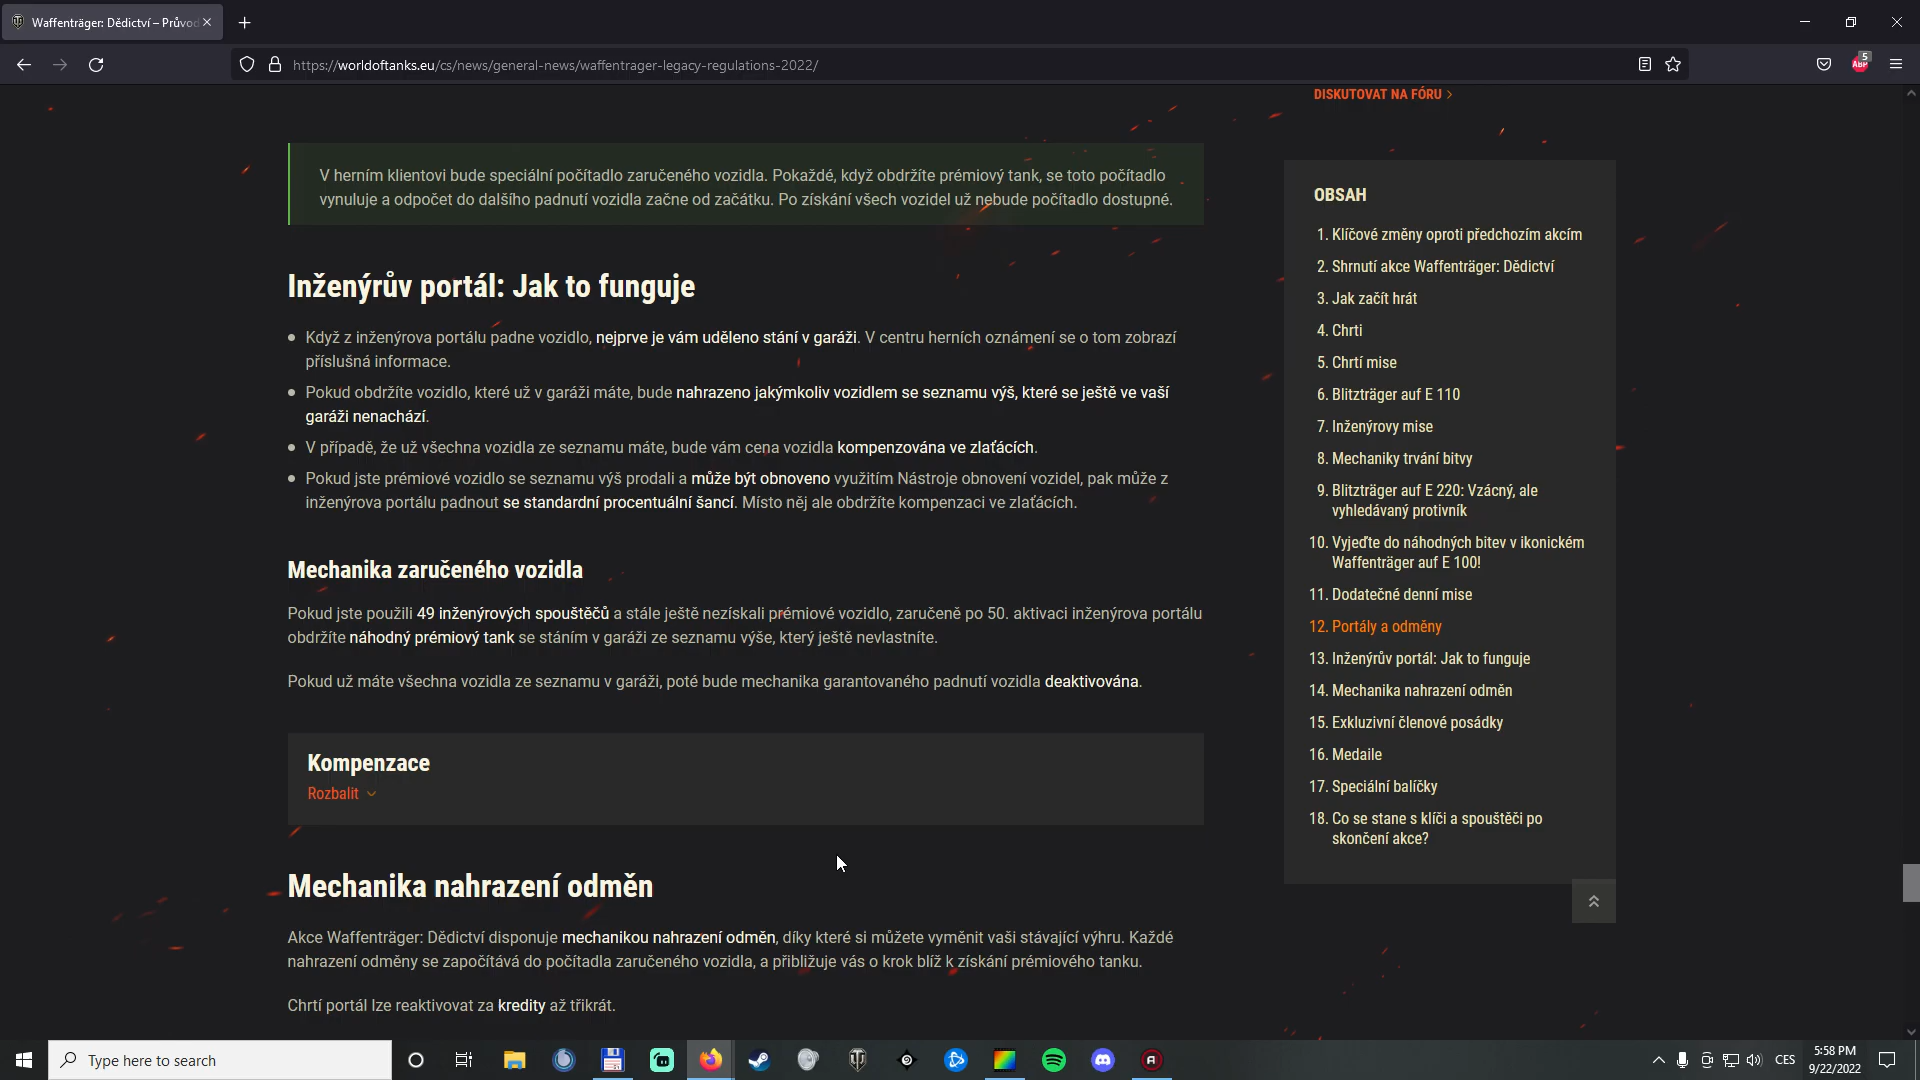 Waffenträger: Dědictví – Průvod
https://worldoftanks.eu/cs/news/general-news/waffentrager-legacy-regulations-2022/
5
ABP
DISKUTOVAT NA FÓRU
V herním klientovi bude speciální počítadlo zaručeného vozidla. Pokaždé, když obdržíte prémiový tank, se toto počítadlo
vynuluje a odpočet do dalšího padnutí vozidla začne od začátku. Po získání všech vozidel už nebude počítadlo dostupné.
Inženýrův portál: Jak to funguje
Když z inženýrova portálu padne vozidlo, nejprve je vám uděleno stání v garáži. V centru herních oznámení se o tom zobrazí
příslušná informace.
Pokud obdržíte vozidlo, které už v garáži máte, bude nahrazeno jakýmkoliv vozidlem se seznamu výš, které se ještě ve vaší
garáži nenachází.
V případě, že už všechna vozidla ze seznamu máte, bude vám cena vozidla kompenzována ve zlaťácích.
Pokud jste prémiové vozidlo se seznamu výš prodali a může být obnoveno využitím Nástroje obnovení vozidel, pak může z
inženýrova portálu padnout se standardní procentuální šancí. Místo něj ale obdržíte kompenzaci ve zlaťácích.
Mechanika zaručeného vozidla
Pokud jste použili 49 inženýrových spouštěčů a stále ještě nezískali prémiové vozidlo, zaručeně po 50. aktivaci inženýrova portálu
obdržíte náhodný prémiový tank se stáním v garáži ze seznamu výše, který ještě nevlastníte.
Pokud už máte všechna vozidla ze seznamu v garáži, poté bude mechanika garantovaného padnutí vozidla deaktivována.
Kompenzace
Rozbalit
Mechanika nahrazení odměn
Akce Waffenträger: Dědictví disponuje mechanikou nahrazení odměn, díky které si můžete vyměnit vaši stávající výhru. Každé
nahrazení odměny se započítává do počítadla zaručeného vozidla, a přibližuje vás o krok blíž k získání prémiového tanku.
Chrtí portál lze reaktivovat za kredity až třikrát.
OBSAH
1. Klíčové změny oproti předchozím akcím
2. Shrnutí akce Waffenträger: Dědictví
3. Jak začít hrát
4. Chrti
5. Chrtí mise
6. Blitzträger auf E 110
7. Inženýrovy mise
8. Mechaniky trvání bitvy
9. Blitzträger auf E 220: Vzácný, ale
vyhledávaný protivník
10. Vyjeďte do náhodných bitev v ikonickém
Waffenträger auf E 100!
11. Dodatečné denní mise
12. Portály a odměny
13. Inženýrův portál: Jak to funguje
14. Mechanika nahrazení odměn
15. Exkluzivní členové posádky
16. Medaile
17. Speciální balíčky
18. Co se stane s klíči a spouštěči po
skončení akce?
Type here to search
CES
5:58 PM
9/22/2022